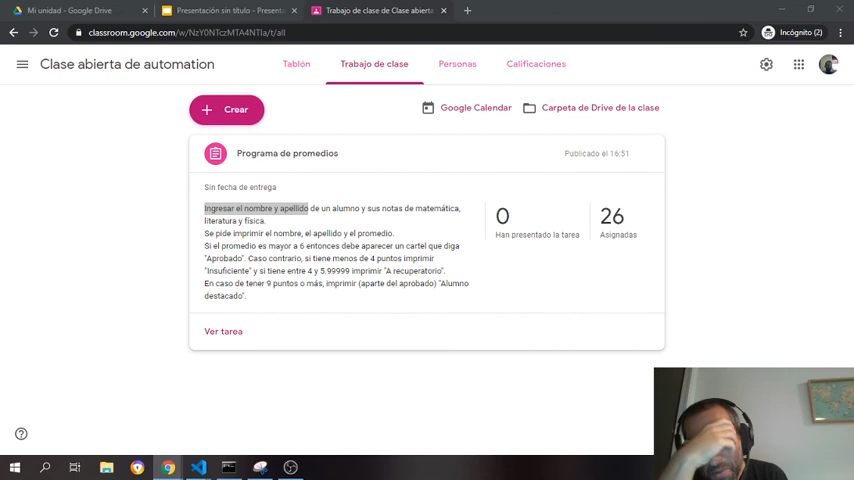 Mi unidad - Google Drive
Presentación sin título - Presenta
Trabajo de clase de Clase abierta
classroom.google.com/w/NzY0NTczMTA4NTIa/t/all
Incógnito (2)
Clase abierta de automation
Tablón
Trabajo de clase
Personas
Calificaciones
Crear
Google Calendar
Carpeta de Drive de la clase
Programa de promedios
Publicado el 16:51
Sin fecha de entrega
Ingresar el nombre y apellido de un alumno y sus notas de matemática,
literatura y física.
Se pide imprimir el nombre, el apellido y el promedio.
Si el promedio es mayor a 6 entonces debe aparecer un cartel que diga
"Aprobado". Caso contrario, si tiene menos de 4 puntos imprimir
"Insuficiente" y si tiene entre 4 y 5.99999 imprimir "A recuperatorio".
En caso de tener 9 puntos o más, imprimir (aparte del aprobado) "Alumno
destacado".
0
Han presentado la tarea
26
Asignadas
Ver tarea